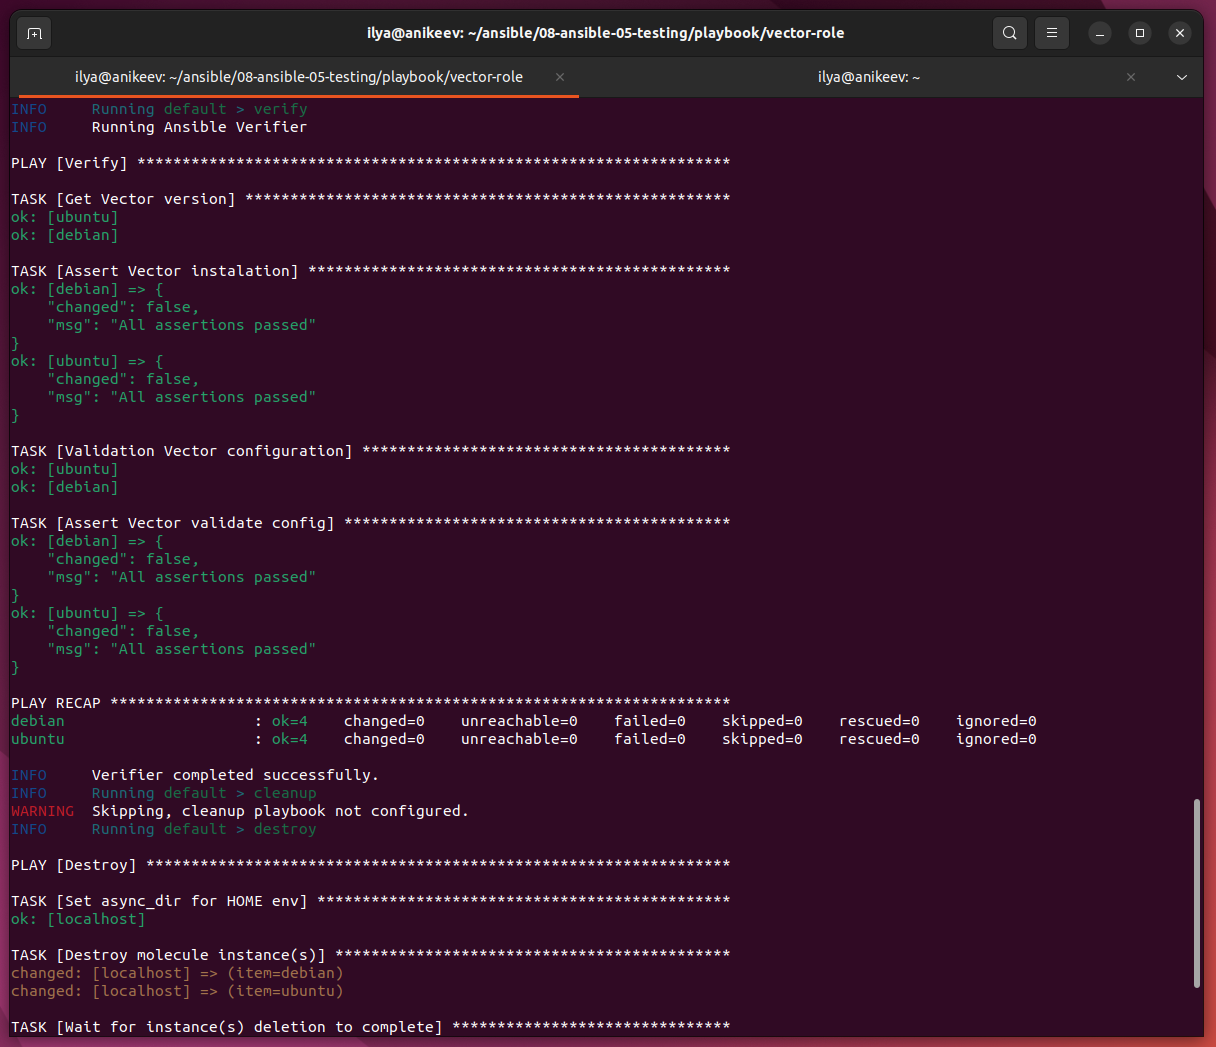 ilya@anikeev: ~/ansible/08-ansible-05-testing/playbook/vector-role
ilya@anikeev: ~/ansible/08-ansible-05-testing/playbook/vector-role
ilya@anikeev: ~
INFO     Running default > verify
INFO     Running Ansible Verifier
PLAY [Verify] ******************************************************************
TASK [Get Vector version] ******************************************************
ok: [ubuntu]
ok: [debian]
TASK [Assert Vector instalation] ***********************************************
ok: [debian] => {
    "changed": false,
    "msg": "All assertions passed"
}
ok: [ubuntu] => {
    "changed": false,
    "msg": "All assertions passed"
}
TASK [Validation Vector configuration] *****************************************
ok: [ubuntu]
ok: [debian]
TASK [Assert Vector validate config] *******************************************
ok: [debian] => {
    "changed": false,
    "msg": "All assertions passed"
}
ok: [ubuntu] => {
    "changed": false,
    "msg": "All assertions passed"
}
PLAY RECAP *********************************************************************
debian                     : ok=4    changed=0    unreachable=0    failed=0    skipped=0    rescued=0    ignored=0
ubuntu                     : ok=4    changed=0    unreachable=0    failed=0    skipped=0    rescued=0    ignored=0
INFO     Verifier completed successfully.
INFO     Running default > cleanup
WARNING  Skipping, cleanup playbook not configured.
INFO     Running default > destroy
PLAY [Destroy] *****************************************************************
TASK [Set async_dir for HOME env] **********************************************
ok: [localhost]
TASK [Destroy molecule instance(s)] ********************************************
changed: [localhost] => (item=debian)
changed: [localhost] => (item=ubuntu)
TASK [Wait for instance(s) deletion to complete] *******************************